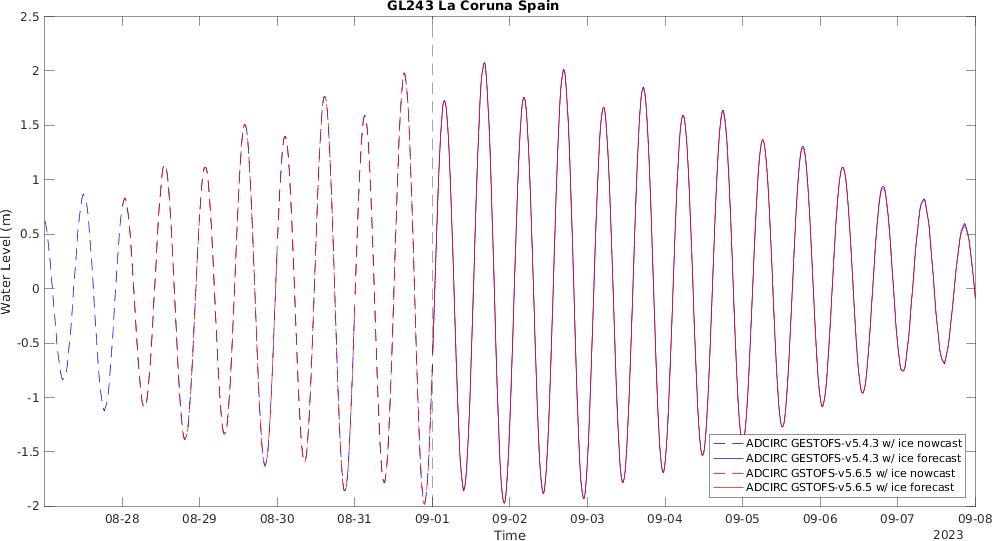 GL243 La Coruna Spain
2.5
2
1.5
1
0.5
0
-0.5
-1
-1.5
-2
Water Level (m)
ADCIRC GESTOFS-v5.4.3 w/ ice nowcast
ADCIRC GESTOFS-v5.4.3 w/ ice forecast
ADCIRC GSTOFS-v5.6.5 w/ ice nowcast
ADCIRC GSTOFS-v5.6.5 w/ ice forecast
08-28 08-29 08-30 08-31 09-01 09-02 09-03 09-04 09-05 09-06 09-07 09-08
Time
2023